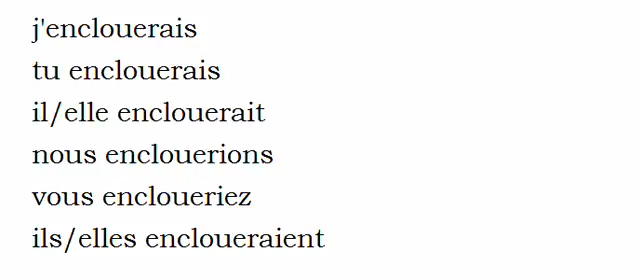 j'enclouerais
tu enclouerais
il/elle enclouerait
nous enclouerions
vous encloueriez
ils/elles encloueraient